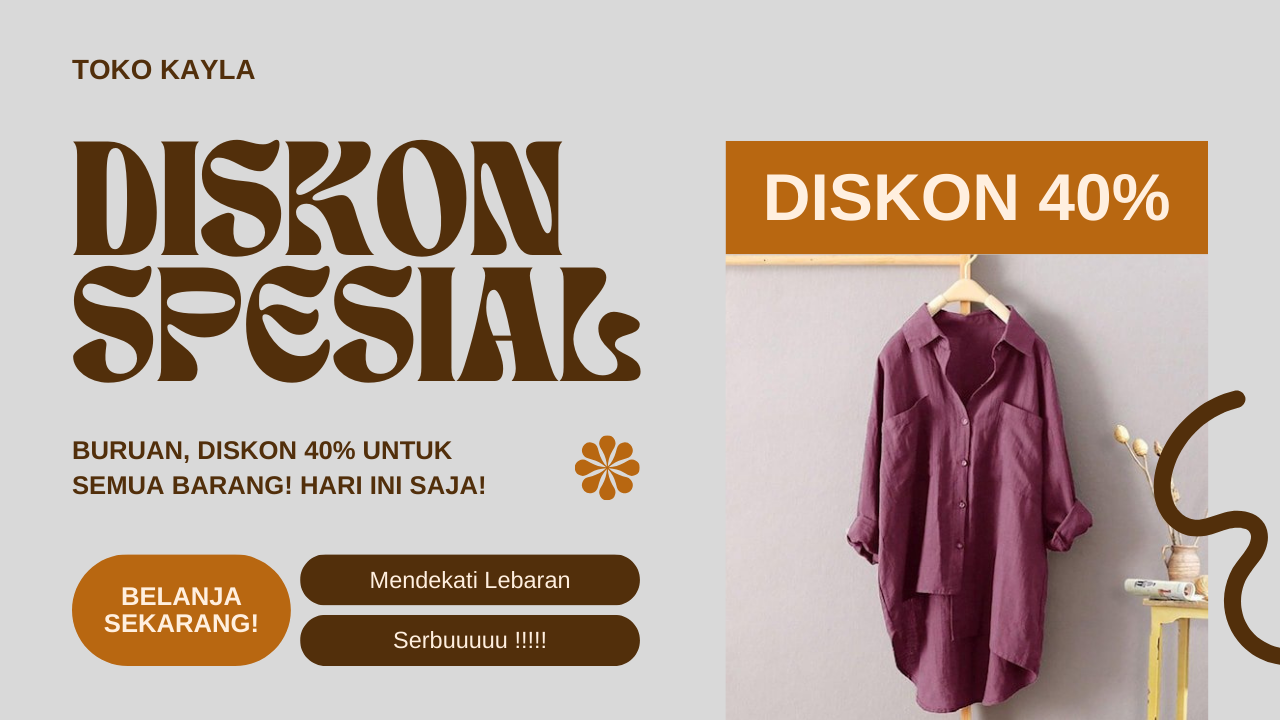 TOKO KAYLA
DISKON
SPESIAL
BURUAN, DISKON 40% UNTUK
SEMUA BARANG! HARI INI SAJA!
BELANJA
SEKARANG!
Mendekati Lebaran
Serbuuuuu !!!!!
DISKON 40%